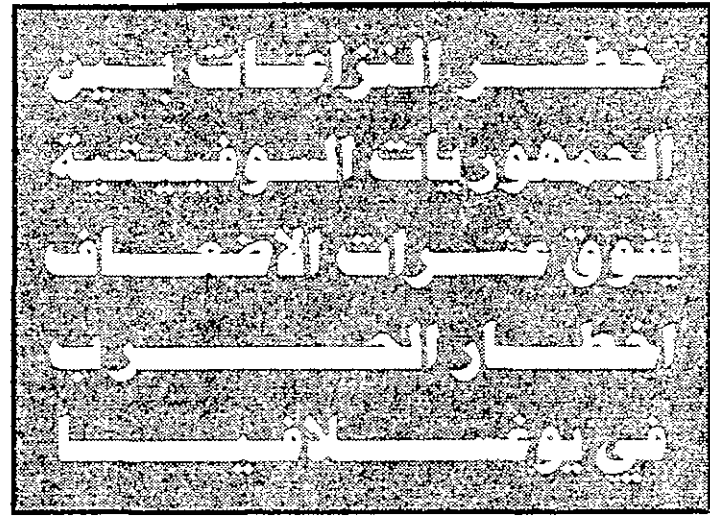 خطر النزاعات بين
الجمهوريات السوفيتية
يفوق عشرات الاضعاف
اخطار الحرب
في يوغسلافيا